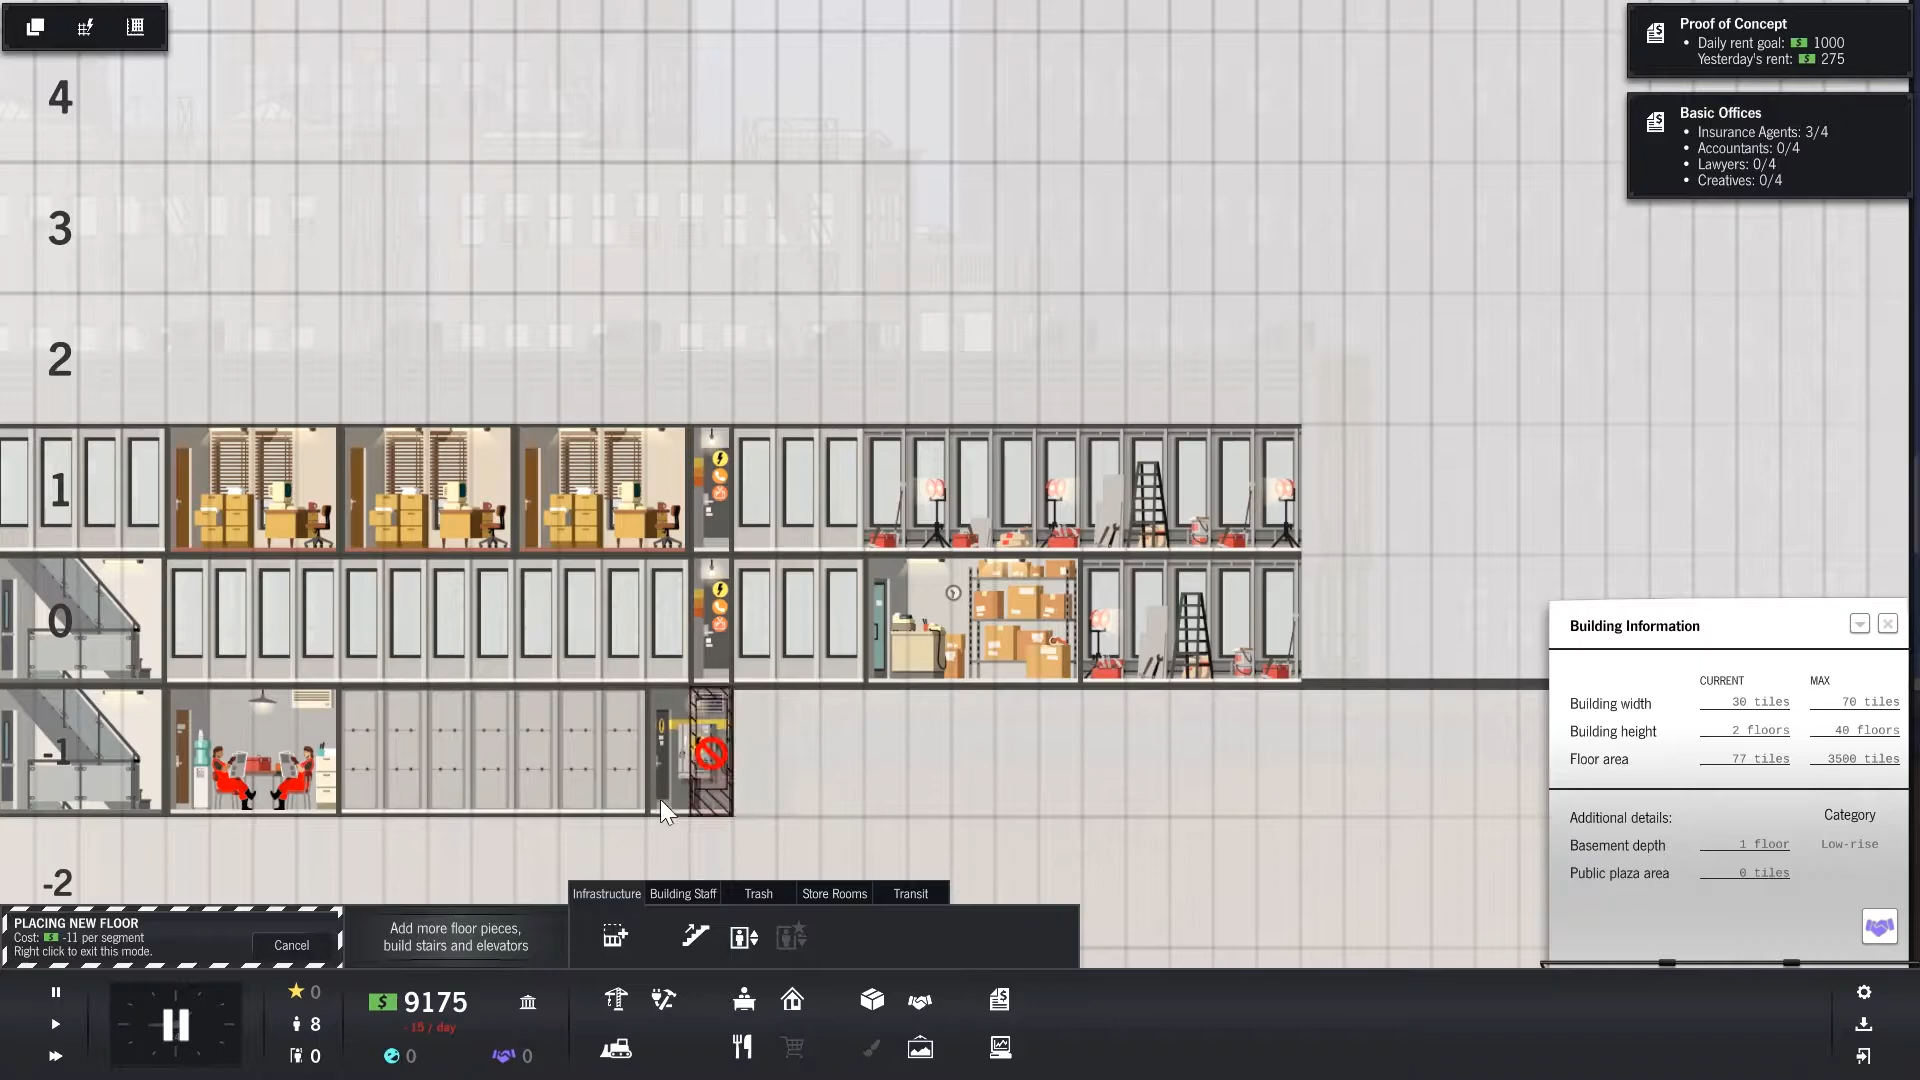 4
3
2
1
0
-1
-2
Proof of Concept
• Daily rent goal: $ 1000
Yesterday's rent: $ 275
Basic Offices
• Insurance Agents: 3/4
• Accountants: 0/4
• Lawyers: 0/4
• Creatives: 0/4
Building Information
CURRENT MAX
Building width 30 tiles 70 tiles
Building height 2 floors 40 floors
Floor area 77 tiles 3500 tiles
Additional details: Category
Basement depth 1 floor Low-rise
Public plaza area 0 tiles
Infrastructure Building Staff Trash Store Rooms Transit
PLACING NEW FLOOR
Cost: $ -11 per segment
Right click to exit this mode.
Cancel
Add more floor pieces,
build stairs and elevators
0
8
0
$ 9175
-15 / day
0 0